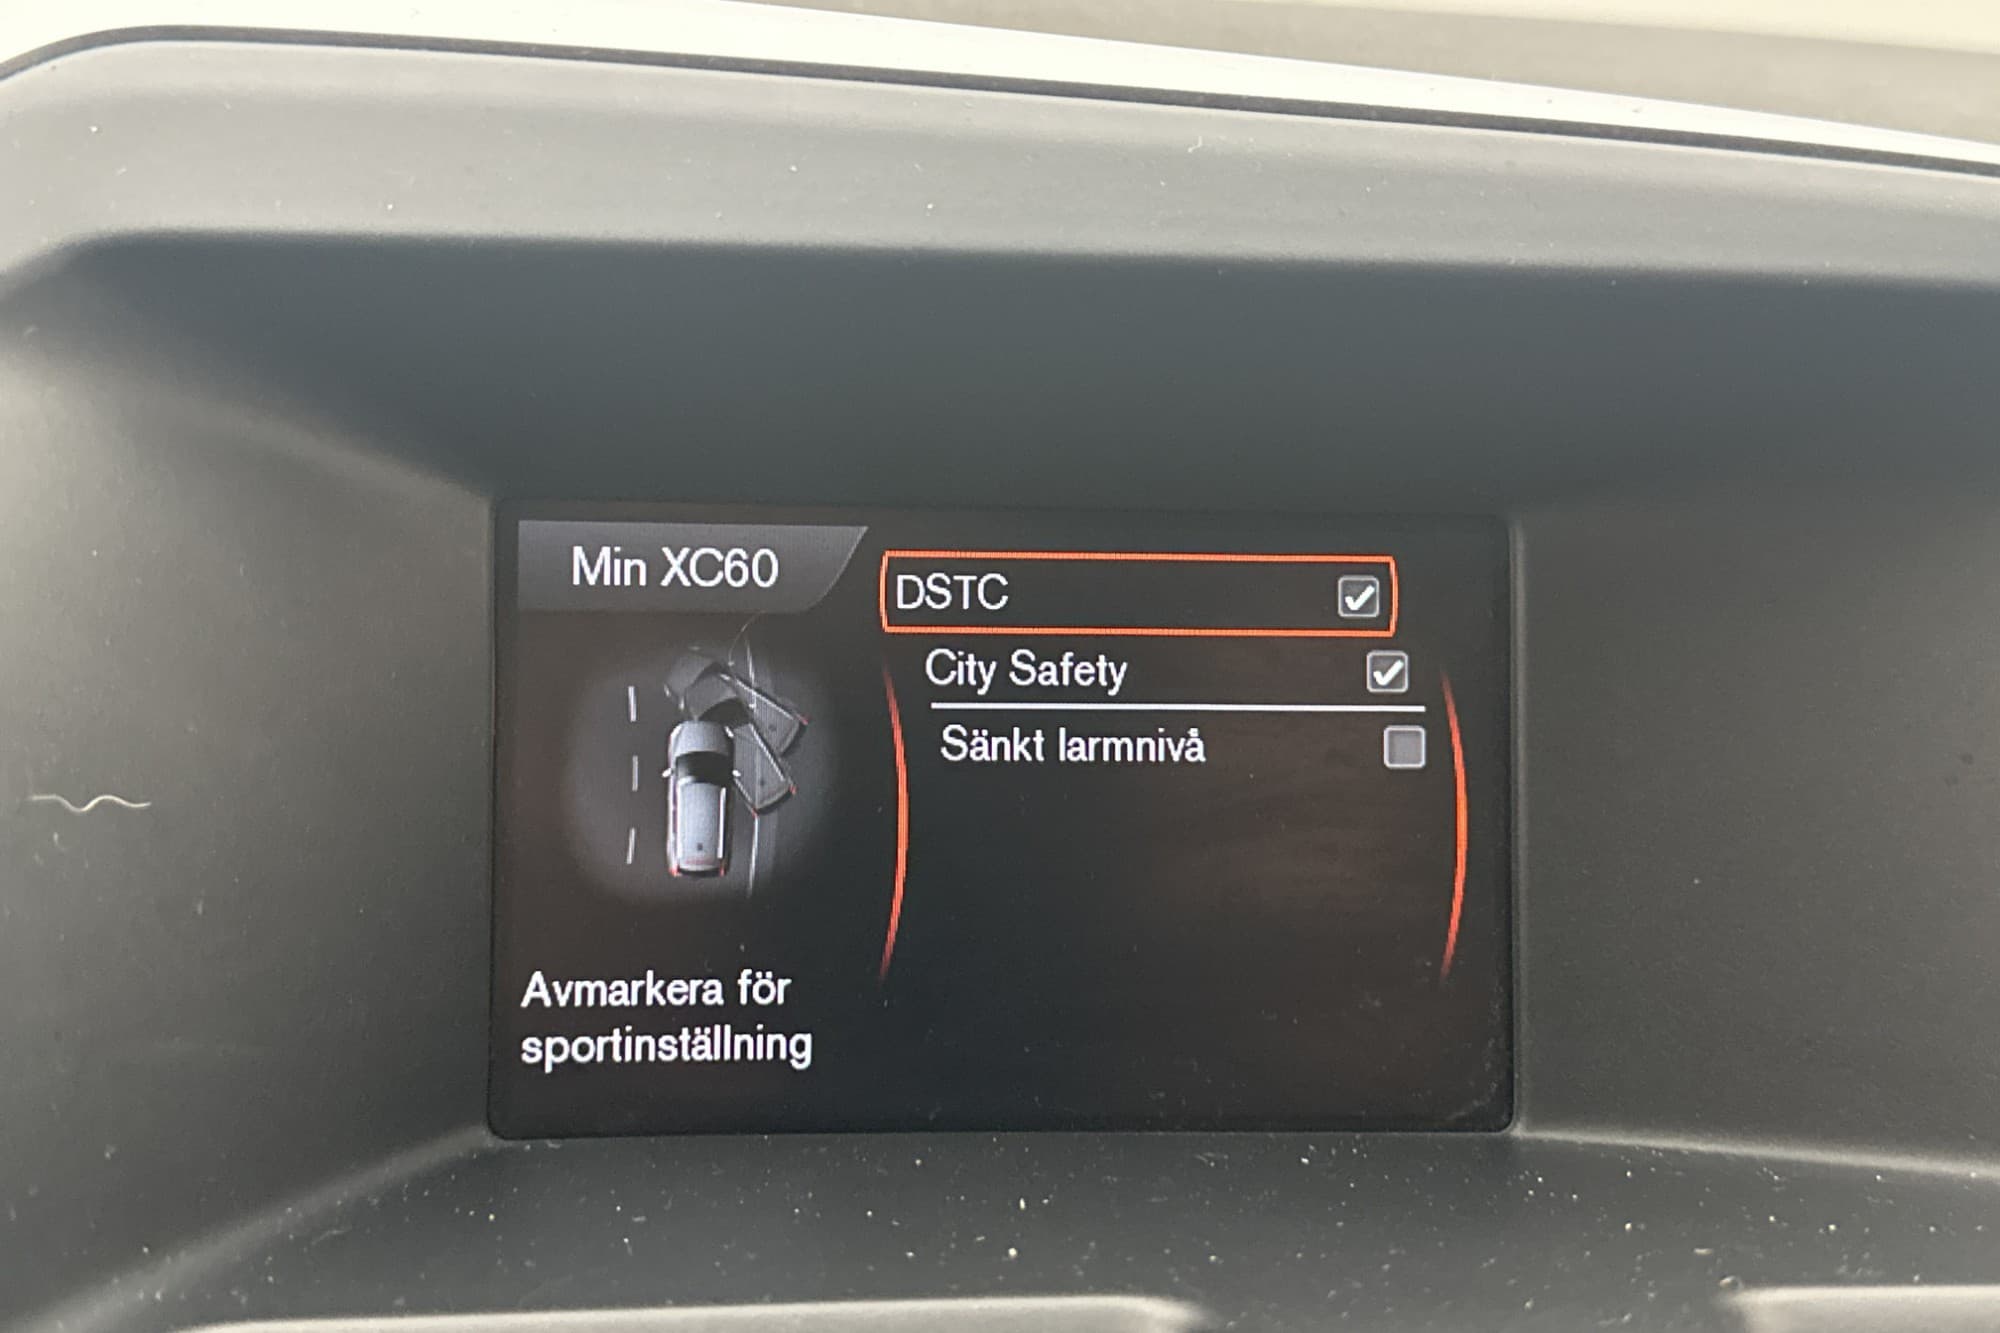 Min XC60
DSTC
City Safety
Sänkt larmnivå
Avmarkera för
sportinställning